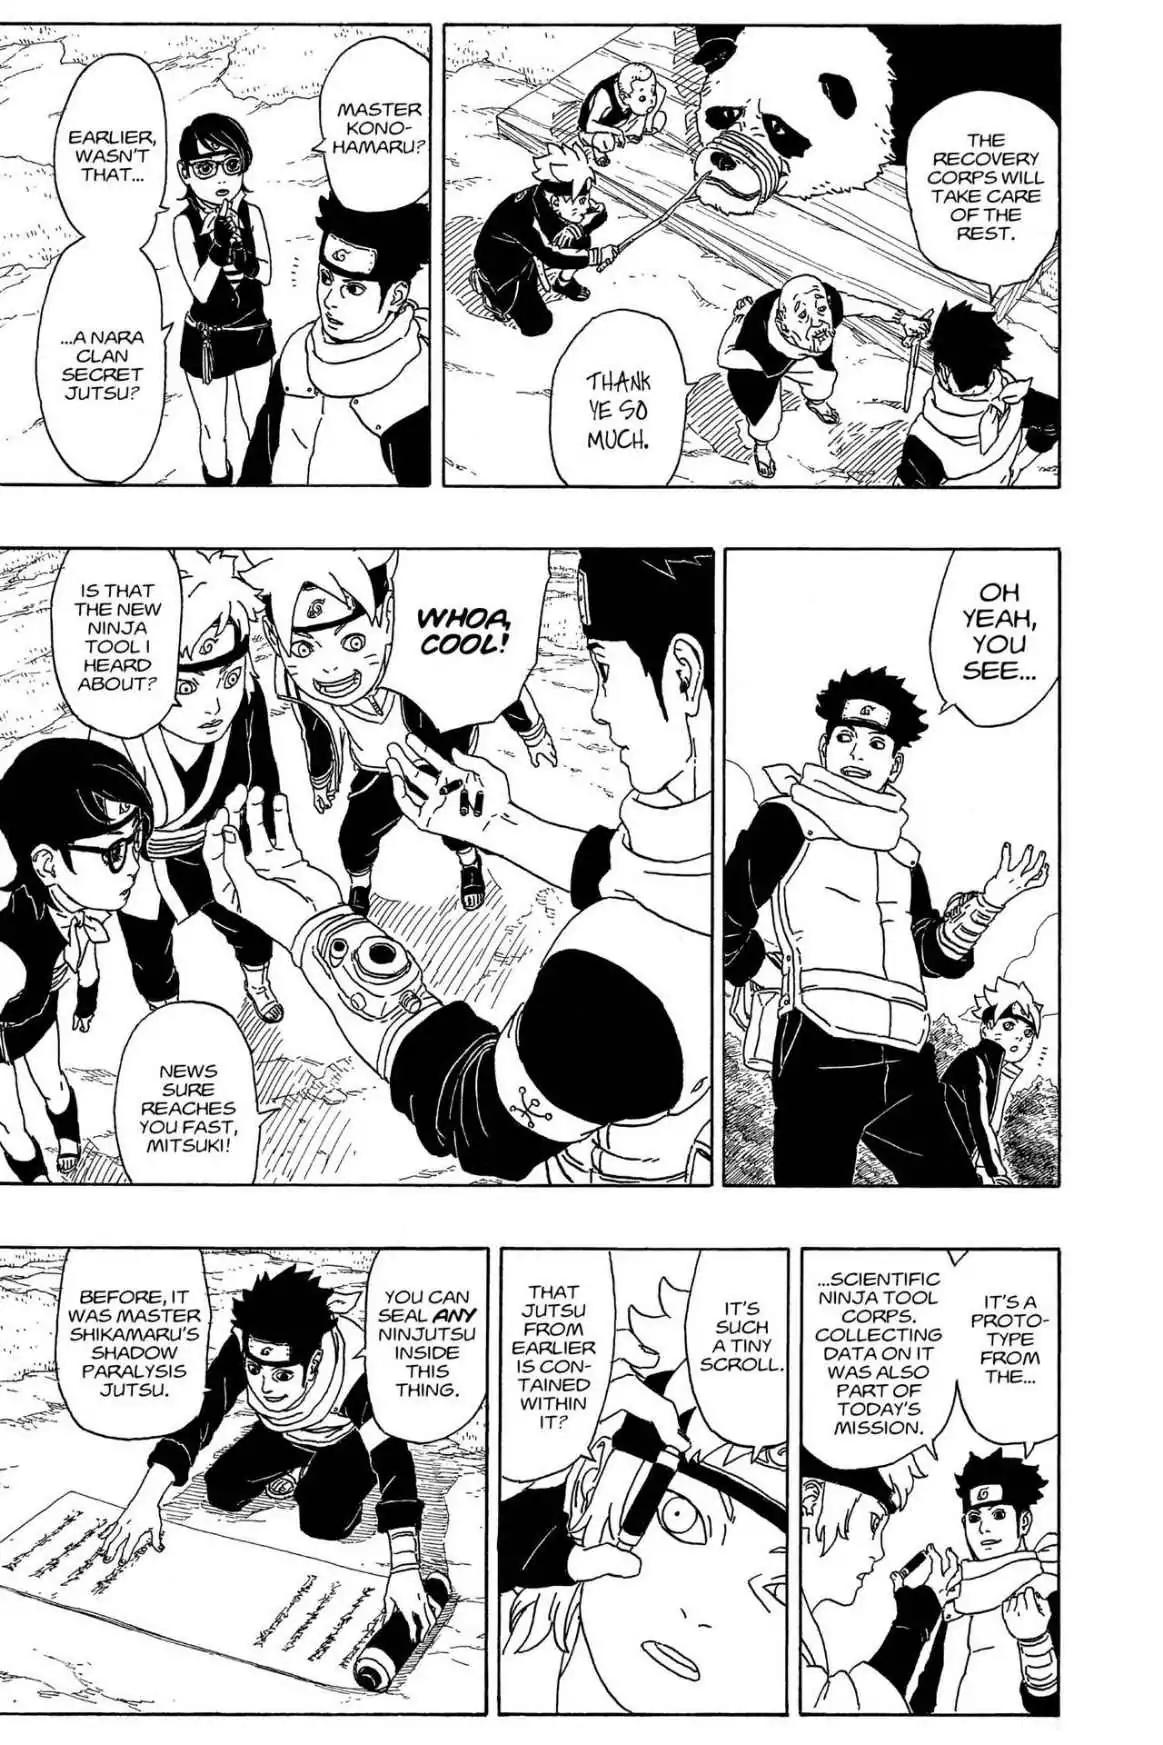 THE
RECOVERY
CORPS WILL
TAKE CARE
OF THE
REST.
THANK
YE SO
MUCH.
MASTER
KONO-
HAMARU?
EARLIER,
WASN'T
THAT...
...A NARA
CLAN
SECRET
JUTSU?
OH
YEAH,
YOU
SEE...
WHOA,
COOL!
IS THAT
THE NEW
NINJA
TOOL I
HEARD
ABOUT?
NEWS
SURE
REACHES
YOU FAST,
MITSUKI!
IT'S A
PROTO-
TYPE
FROM
THE...
...SCIENTIFIC
NINJA TOOL
CORPS.
COLLECTING
DATA ON IT
WAS ALSO
PART OF
TODAY'S
MISSION.
IT'S
SUCH
A TINY
SCROLL.
THAT
JUTSU
FROM
EARLIER
IS CON-
TAINED
WITHIN
IT?
YOU CAN
SEAL ANY
NINJUTSU
INSIDE
THIS
THING.
BEFORE, IT
WAS MASTER
SHIKAMARU'S
SHADOW
PARALYSIS
JUTSU.